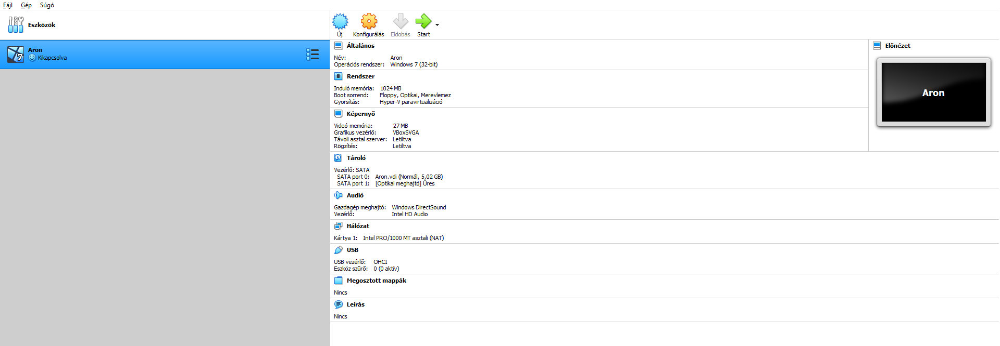 Fájl Gép Súgó
Eszközök
Aron
Kikapcsolva
Új Konfigurálás Eldobás Start
Általános
Név: Aron
Operációs rendszer: Windows 7 (32-bit)
Rendszer
Induló memória: 1024 MB
Boot sorrend: Floppy, Optikai, Merevlemez
Gyorsítás: Hyper-V paravirtualizáció
Képernyő
Videó-memória: 27 MB
Grafikus vezérlő: VBoxSVGA
Távoli asztal szerver: Letiltva
Rögzítés: Letiltva
Előnézet
Aron
Tároló
Vezérlő: SATA
SATA port 0: Aron.vdi (Normál, 5,02 GB)
SATA port 1: [Optikai meghajtó] Üres
Audió
Gazdagép meghajtó: Windows DirectSound
Vezérlő: Intel HD Audio
Hálózat
Kártya 1: Intel PRO/1000 MT asztali (NAT)
USB
USB vezérlő: OHCI
Eszköz szűrő: 0 (0 aktív)
Megosztott mappák
Nincs
Leírás
Nincs